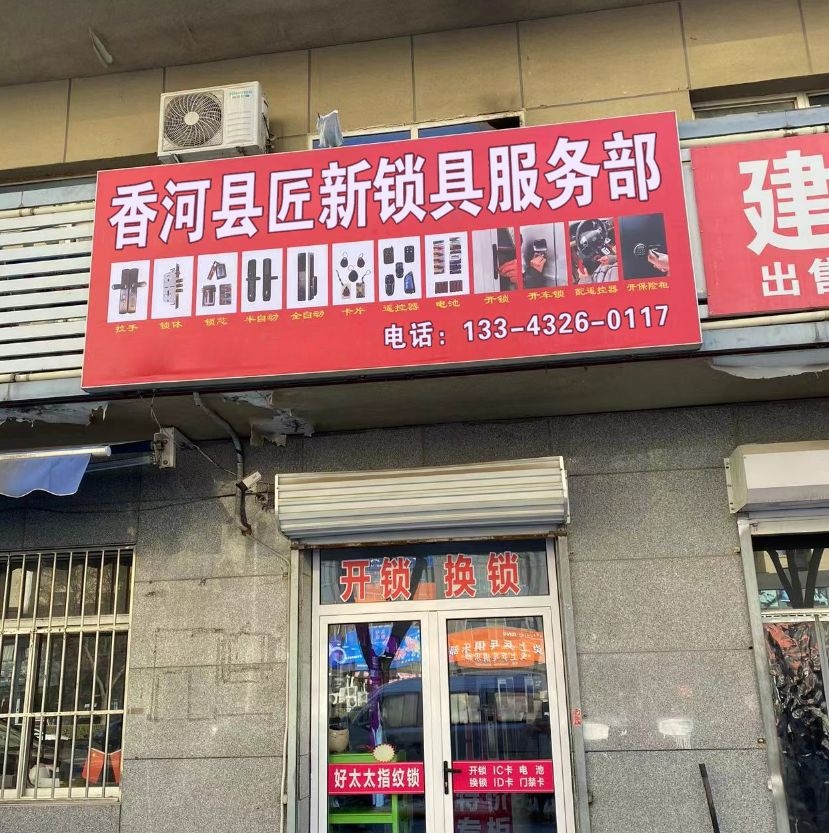 香河县匠新锁具服务部
拉手 锁体 锁芯 半自动 全自动 卡片 遥控器 电池 开锁 开车锁 配遥控器 开保险柜
电话：133-4326-0117
建
出售
开锁 换锁
好太太指纹锁
开锁 IC卡 电池
换锁 ID卡 门禁卡